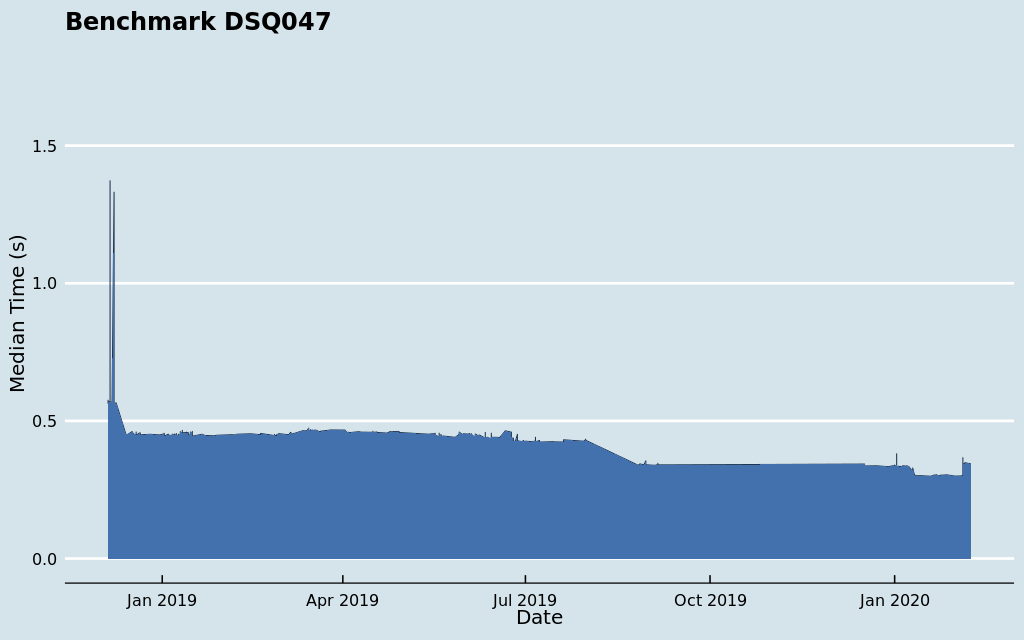 Benchmark DSQ047
Median Time (s)
1.5
1.0
0.5
0.0
Jan 2019
Apr 2019
Jul 2019
Oct 2019
Jan 2020
Date